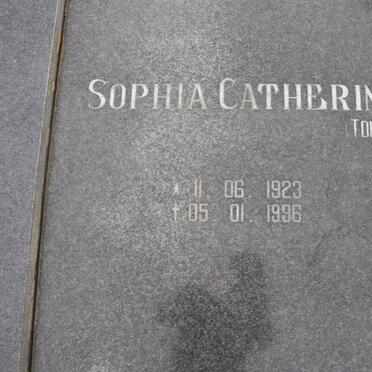 SOPHIA CATHERIN
* 11. 06. 1923
† 05. 01. 1996